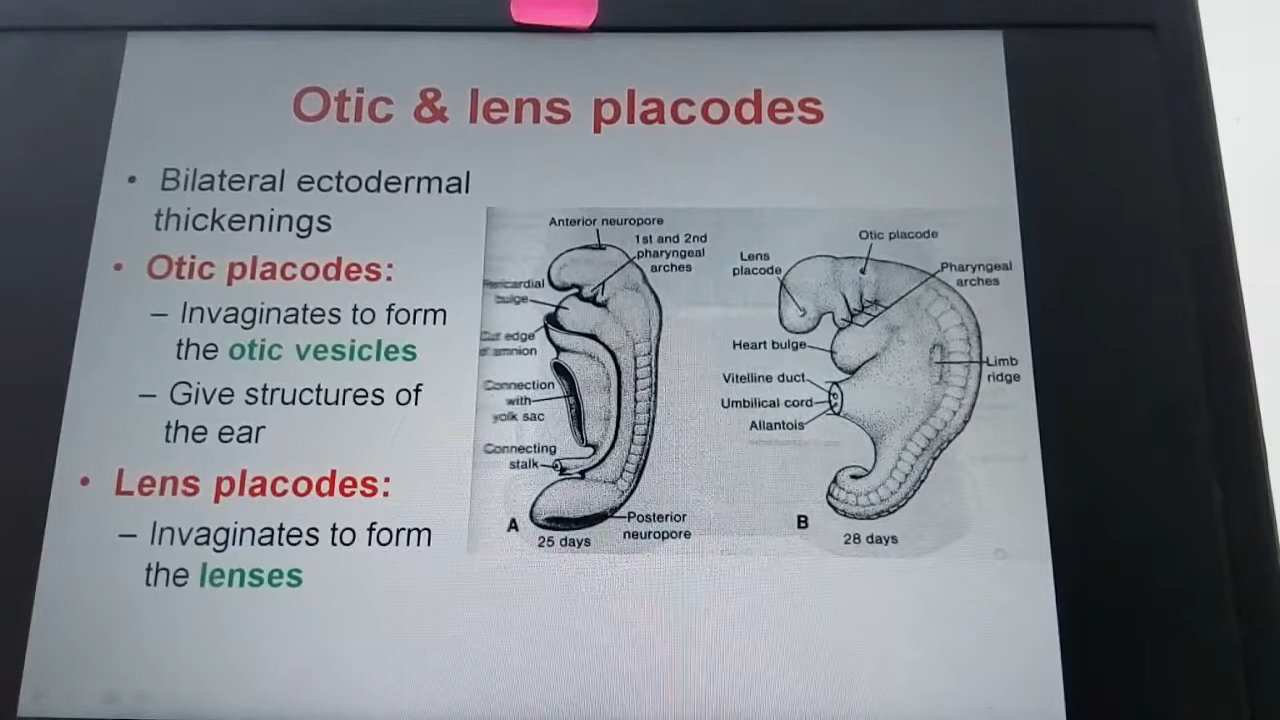 Otic & lens placodes
• Bilateral ectodermal
thickenings
• Otic placodes:
– Invaginates to form
the otic vesicles
– Give structures of
the ear
• Lens placodes:
– Invaginates to form
the lenses
Anterior neuropore
1st and 2nd
pharyngeal
arches
Pericardial
bulge
Cut edge
of amnion
Connection
with
yolk sac
Connecting
stalk
A
25 days
Posterior
neuropore
Otic placode
Lens
placode
Pharyngeal
arches
Heart bulge
Limb
ridge
Vitelline duct
Umbilical cord
Allantois
B
28 days